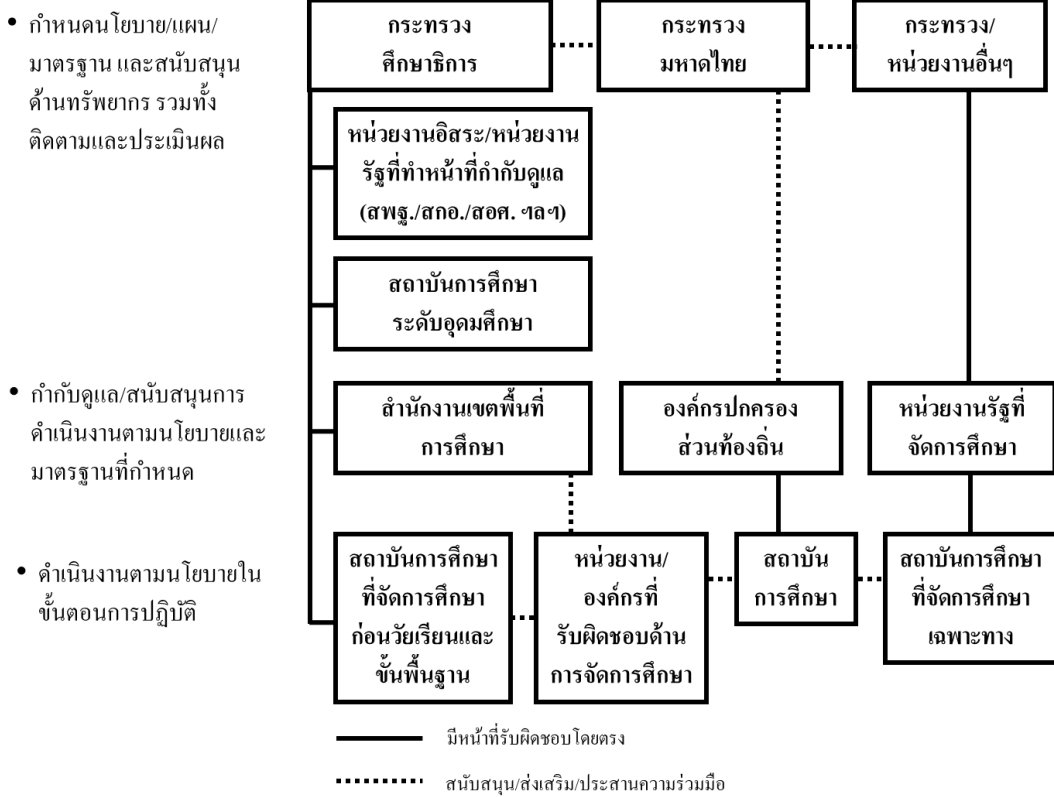 • กำหนดนโยบาย/แผน/
มาตรฐาน และสนับสนุน
ด้านทรัพยากร รวมทั้ง
ติดตามและประเมินผล
กระทรวง
ศึกษาธิการ
กระทรวง
มหาดไทย
กระทรวง/
หน่วยงานอื่นๆ
หน่วยงานอิสระ/หน่วยงาน
รัฐที่ทำหน้าที่กำกับดูแล
(สพฐ./สกอ./สอศ. ฯลฯ)
สถาบันการศึกษา
ระดับอุดมศึกษา
• กำกับดูแล/สนับสนุนการ
ดำเนินงานตามนโยบายและ
มาตรฐานที่กำหนด
สำนักงานเขตพื้นที่
การศึกษา
องค์กรปกครอง
ส่วนท้องถิ่น
หน่วยงานรัฐที่
จัดการศึกษา
• ดำเนินงานตามนโยบายใน
ขั้นตอนการปฏิบัติ
สถาบันการศึกษา
ที่จัดการศึกษา
ก่อนวัยเรียนและ
ขั้นพื้นฐาน
หน่วยงาน/
องค์กรที่
รับผิดชอบด้าน
การจัดการศึกษา
สถาบัน
การศึกษา
สถาบันการศึกษา
ที่จัดการศึกษา
เฉพาะทาง
มีหน้าที่รับผิดชอบโดยตรง
สนับสนุน/ส่งเสริม/ประสานความร่วมมือ